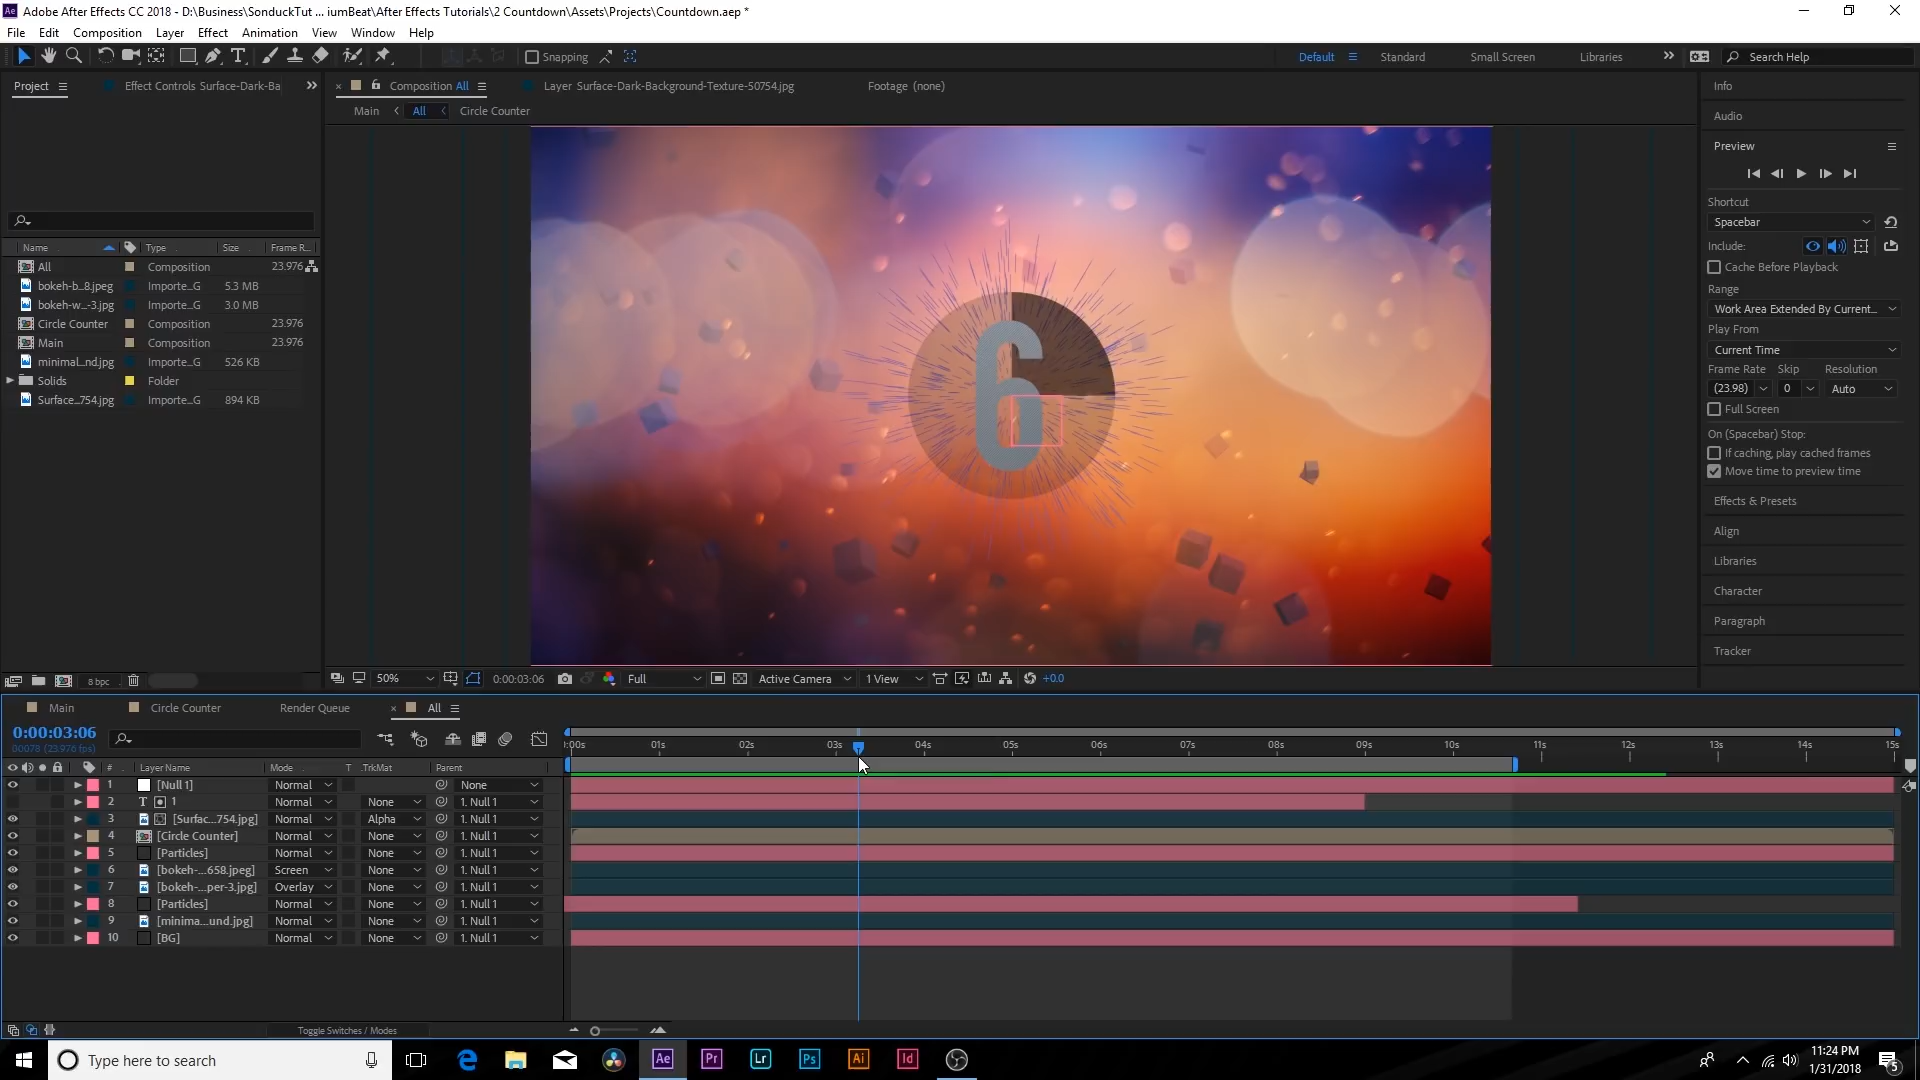 Adobe After Effects CC 2018 - D:\Business\SonduckTut ... iumBeat\After Effects Tutorials\2 Countdown\Assets\Projects\Countdown.aep *
File Edit Composition Layer Effect Animation View Window Help
Snapping Default Standard Small Screen Libraries Search Help
Project Effect Controls Surface-Dark-Ba Composition All Layer Surface-Dark-Background-Texture-50754.jpg Footage (none)
Main All Circle Counter
Info
Audio
Preview
Shortcut
Spacebar
Include:
Cache Before Playback
Range
Work Area Extended By Current...
Play From
Current Time
Frame Rate Skip Resolution
(23.98) 0 Auto
Full Screen
On (Spacebar) Stop:
If caching, play cached frames
Move time to preview time
Effects & Presets
Align
Libraries
Character
Paragraph
Tracker
Name Type Size Frame R...
All Composition 23.976
bokeh-b...8.jpeg Importe...G 5.3 MB
bokeh-w...-3.jpg Importe...G 3.0 MB
Circle Counter Composition 23.976
Main Composition 23.976
minimal...nd.jpg Importe...G 526 KB
Solids Folder
Surface...754.jpg Importe...G 894 KB
6
8 bpc
50% 0:00:03:06 Full Active Camera 1 View +0.0
Main Circle Counter Render Queue All
0:00:03:06
00078 (23.976 fps)
:00s 01s 02s 03s 04s 05s 06s 07s 08s 09s 10s 11s 12s 13s 14s 15s
# Layer Name Mode T .TrkMat Parent
1 [Null 1] Normal None
2 T 1 Normal None 1. Null 1
3 [Surfac...754.jpg] Normal Alpha 1. Null 1
4 [Circle Counter] Normal None 1. Null 1
5 [Particles] Normal None 1. Null 1
6 [bokeh-...658.jpeg] Screen None 1. Null 1
7 [bokeh-...per-3.jpg] Overlay None 1. Null 1
8 [Particles] Normal None 1. Null 1
9 [minima...und.jpg] Normal None 1. Null 1
10 [BG] Normal None 1. Null 1
Toggle Switches / Modes
Type here to search
Ae Pr Lr Ps Ai Id
11:24 PM
1/31/2018
5